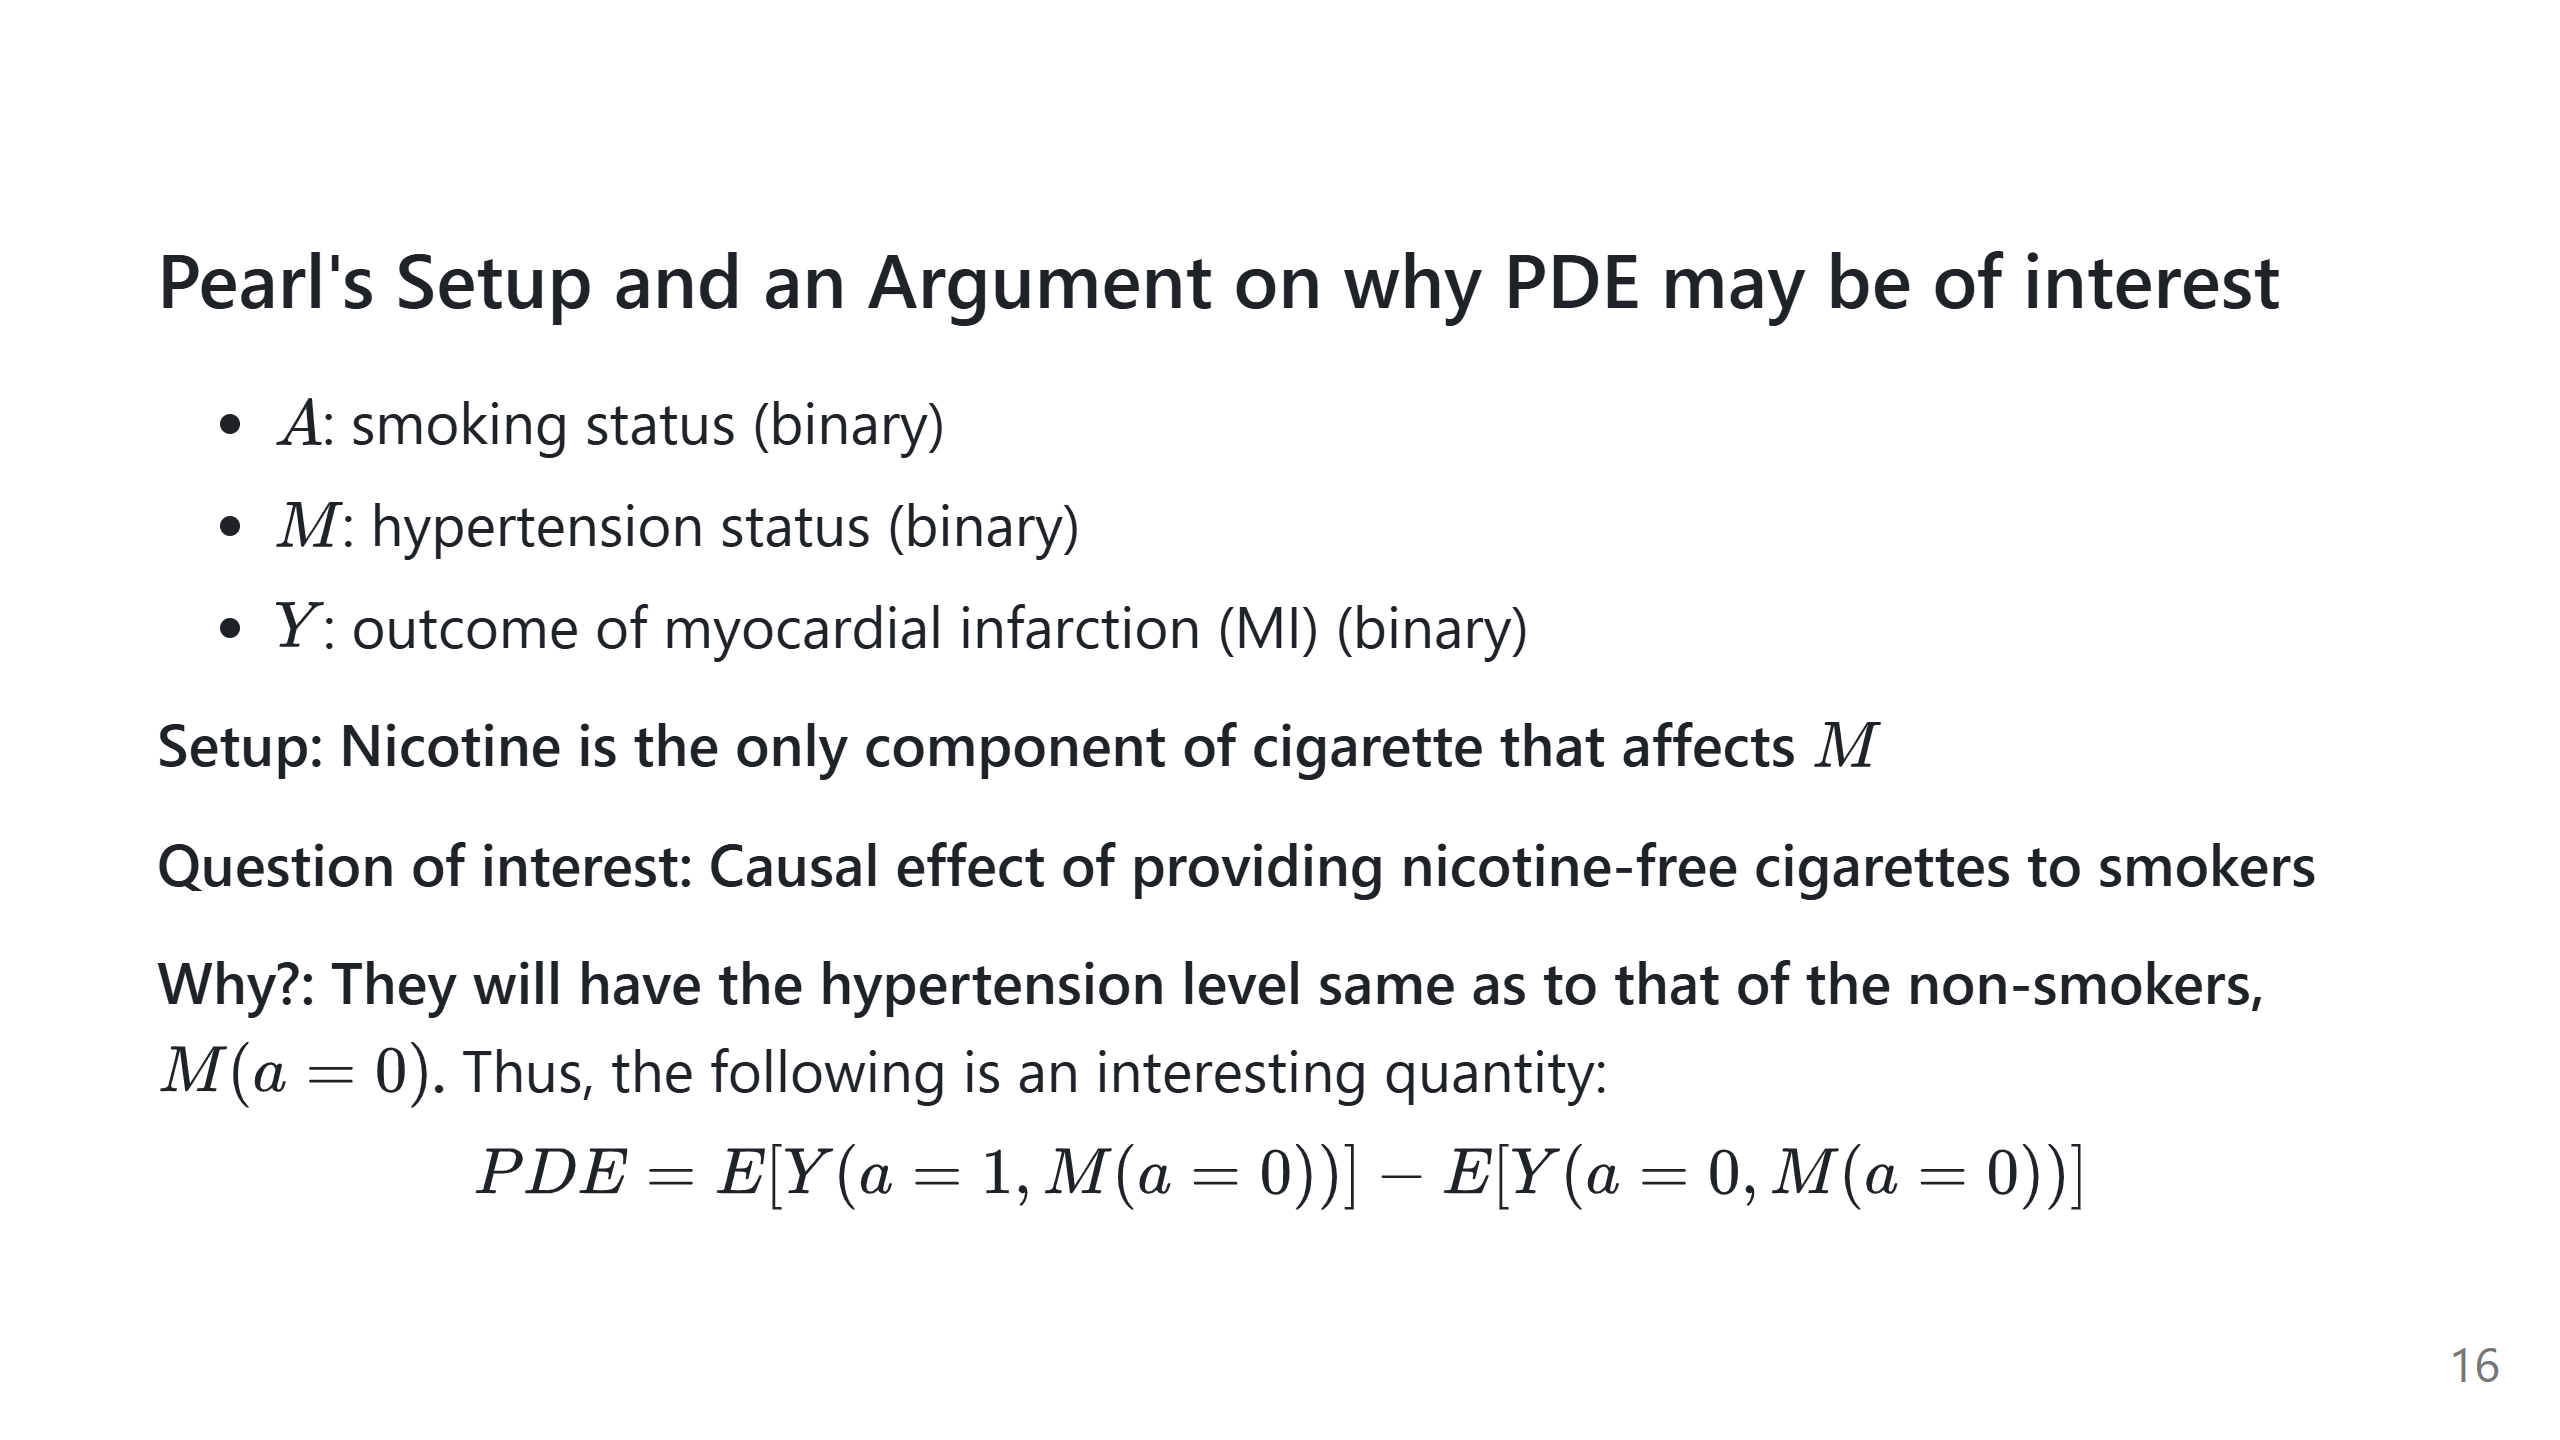 Pearl's Setup and an Argument on why PDE may be of interest
• A: smoking status (binary)
• M: hypertension status (binary)
• Y: outcome of myocardial infarction (MI) (binary)
Setup: Nicotine is the only component of cigarette that affects M
Question of interest: Causal effect of providing nicotine-free cigarettes to smokers
Why?: They will have the hypertension level same as to that of the non-smokers,
M(a = 0). Thus, the following is an interesting quantity:
PDE = E[Y(a = 1, M(a = 0))] − E[Y(a = 0, M(a = 0))]
16